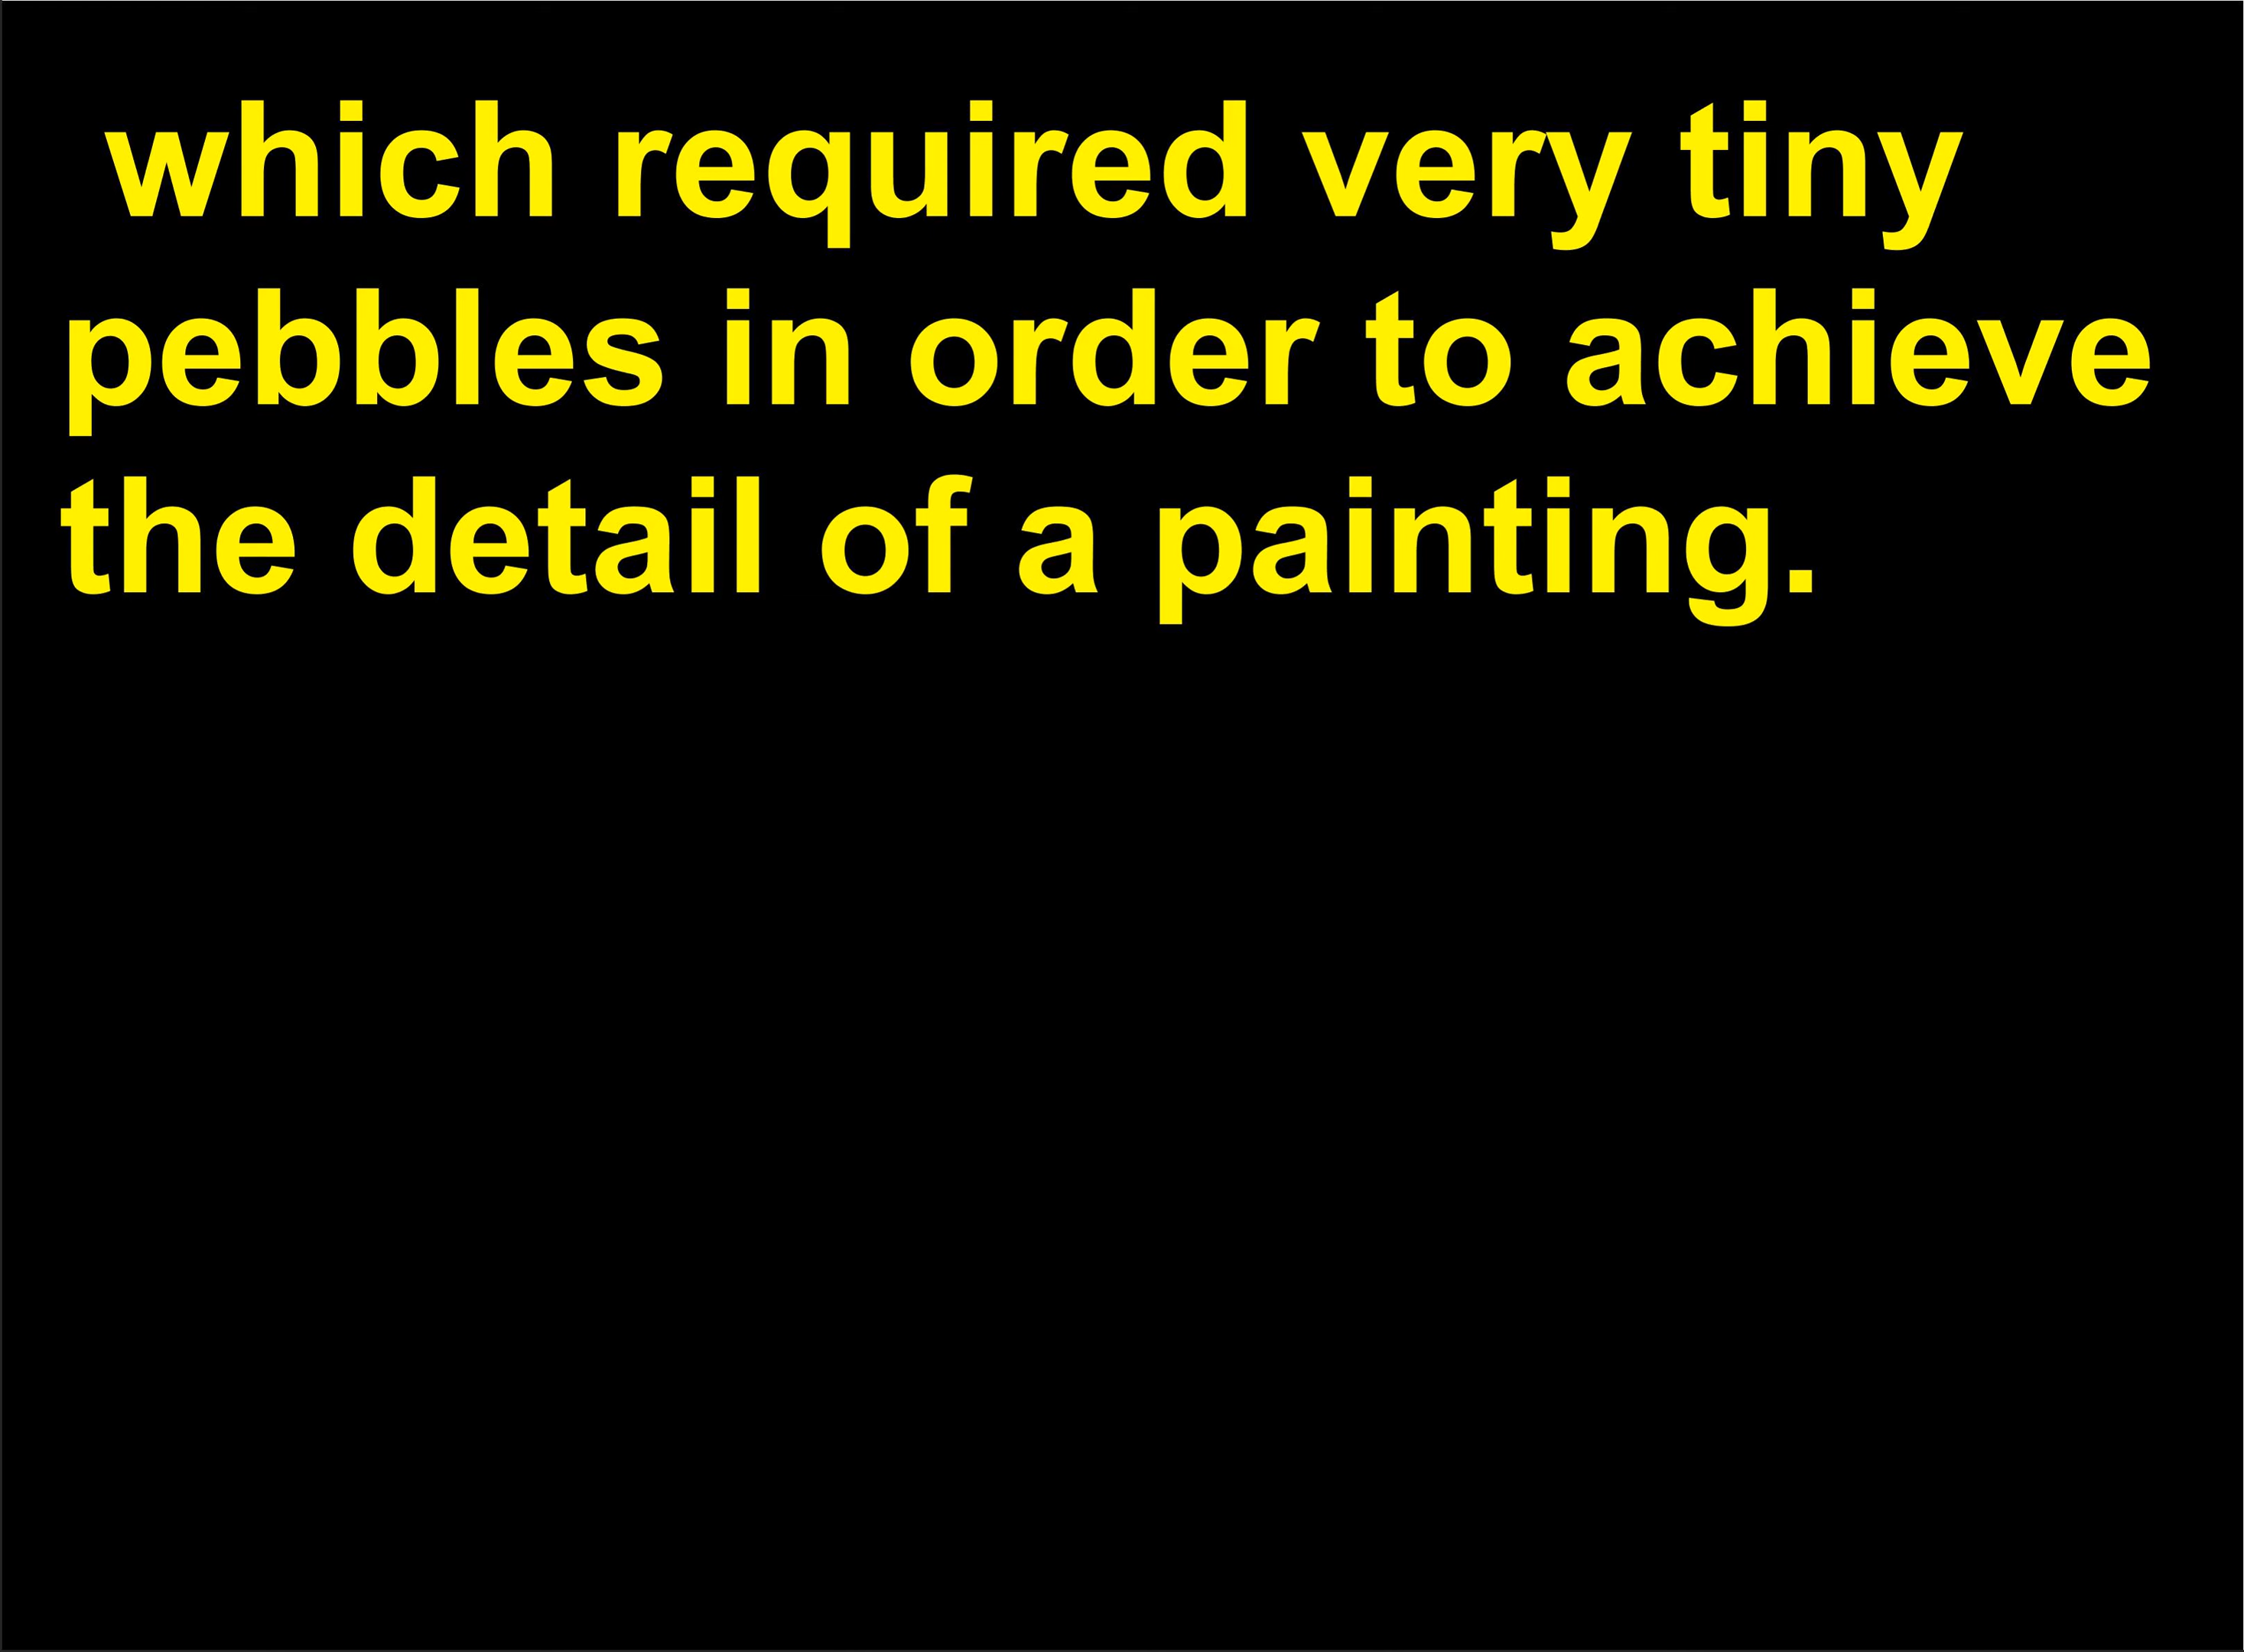 which required very tiny
pebbles in order to achieve
the detail of a painting.